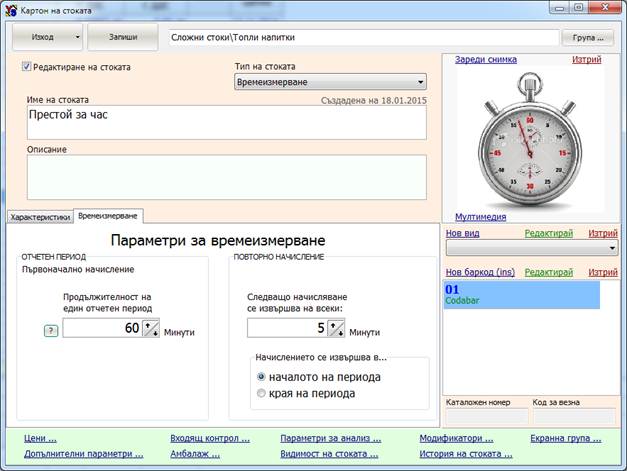 Картон на стоката
Изход
Запиши
Сложни стоки\Топли напитки
Група ...
Редактиране на стоката
Тип на стоката
Времеизмерване
Име на стоката
Създадена на 18.01.2015
Престой за час
Описание
Зареди снимка
Изтрий
60
55
15
45
30
Мултимедия
Характеристики
Времеизмерване
Параметри за времеизмерване
ОТЧЕТЕН ПЕРИОД
Първоначално начисление
Продължителност на
един отчетен период
?
60
Минути
ПОВТОРНО НАЧИСЛЕНИЕ
Следващо начисляване
се извършва на всеки:
5
Минути
Начислението се извършва в...
началото на периода
края на периода
Нов вид
Редактирай
Изтрий
Нов баркод (ins)
Редактирай
Изтрий
01
Codabar
Каталожен номер
Код за везна
Цени ...
Входящ контрол ...
Параметри за анализ ...
Модификатори ...
Екранна група ...
Допълнителни параметри ...
Амбалаж ...
Видимост на стоката ...
История на стоката ...